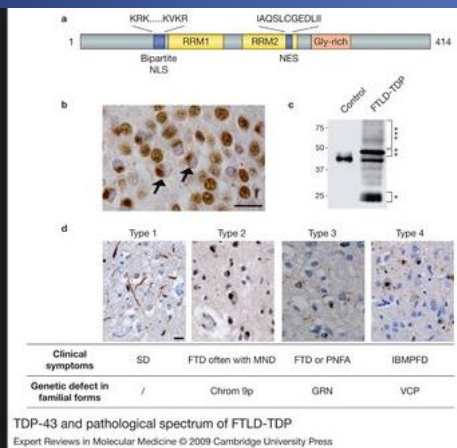 a
KRK.....KVKR IAQSLCGEDLII
1 RRM1 RRM2 Gly-rich 414
Bipartite NLS NES
b
c
Control FTLD-TDP
75
50
37
25
***
**
*
d
Type 1 Type 2 Type 3 Type 4
Clinical symptoms SD FTD often with MND FTD or PNFA IBMPFD
Genetic defect in familial forms / Chrom 9p GRN VCP
TDP-43 and pathological spectrum of FTLD-TDP
Expert Reviews in Molecular Medicine © 2009 Cambridge University Press